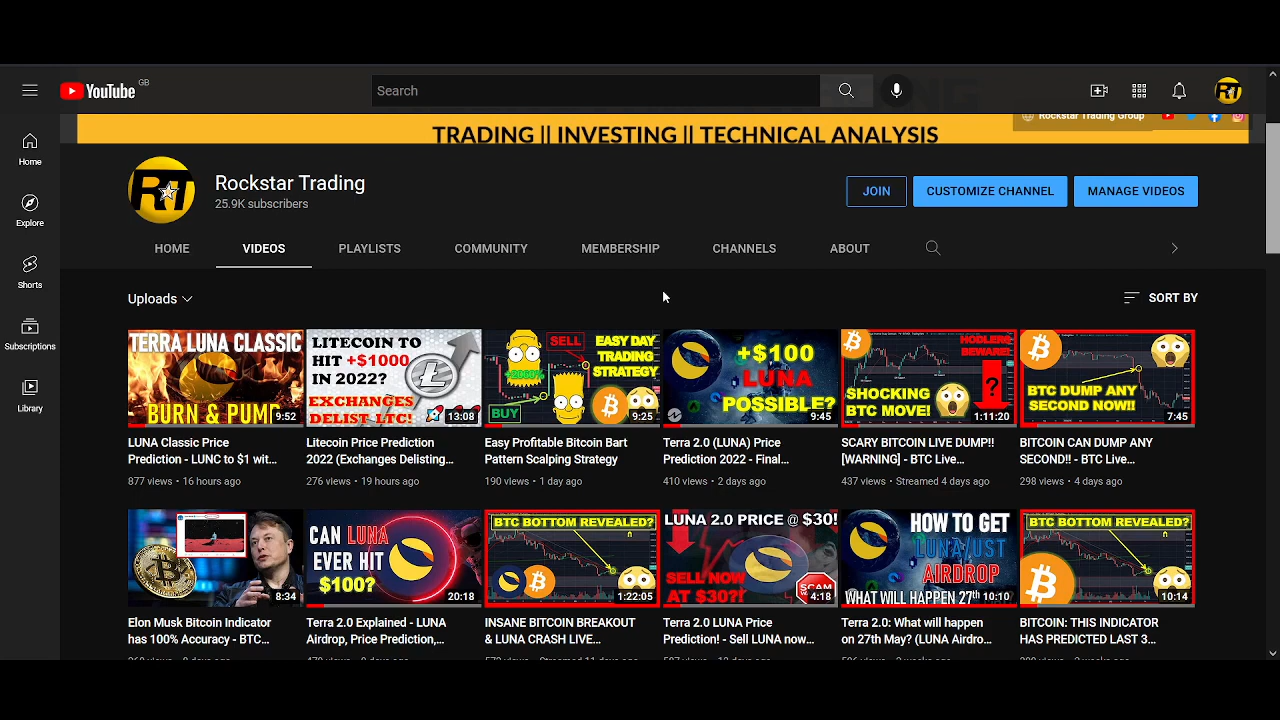 YouTube GB
Search
TRADING || INVESTING || TECHNICAL ANALYSIS
Rockstar Trading Group
RT
Rockstar Trading
25.9K subscribers
JOIN
CUSTOMIZE CHANNEL
MANAGE VIDEOS
Home
Explore
Shorts
Subscriptions
Library
HOME
VIDEOS
PLAYLISTS
COMMUNITY
MEMBERSHIP
CHANNELS
ABOUT
Uploads
SORT BY
TERRA LUNA CLASSIC
BURN & PUMP
9:52
LUNA Classic Price
Prediction - LUNC to $1 wit...
877 views • 16 hours ago
LITECOIN TO
HIT +$1000
IN 2022?
EXCHANGES
DELIST LTC!
13:08
Litecoin Price Prediction
2022 (Exchanges Delisting...
276 views • 19 hours ago
SELL
EASY DAY
TRADING
STRATEGY
BUY
9:25
Easy Profitable Bitcoin Bart
Pattern Scalping Strategy
190 views • 1 day ago
+$100
LUNA
POSSIBLE?
9:45
Terra 2.0 (LUNA) Price
Prediction 2022 - Final...
410 views • 2 days ago
HODLERS
BEWARE!
SHOCKING
BTC MOVE!
?
1:11:20
SCARY BITCOIN LIVE DUMP!!
[WARNING] - BTC Live...
437 views • Streamed 4 days ago
BTC DUMP ANY
SECOND NOW!!
7:45
BITCOIN CAN DUMP ANY
SECOND!! - BTC Live...
298 views • 4 days ago
8:34
Elon Musk Bitcoin Indicator
has 100% Accuracy - BTC...
CAN LUNA
EVER HIT
$100?
20:18
Terra 2.0 Explained - LUNA
Airdrop, Price Prediction,...
BTC BOTTOM REVEALED?
1:22:05
INSANE BITCOIN BREAKOUT
& LUNA CRASH LIVE...
LUNA 2.0 PRICE @ $30!
SELL NOW
AT $30?!
SCAM
4:18
Terra 2.0 LUNA Price
Prediction! - Sell LUNA now...
HOW TO GET
LUNA/UST
AIRDROP
WHAT WILL HAPPEN 27th
10:10
Terra 2.0: What will happen
on 27th May? (LUNA Airdro...
BTC BOTTOM REVEALED?
10:14
BITCOIN: THIS INDICATOR
HAS PREDICTED LAST 3...